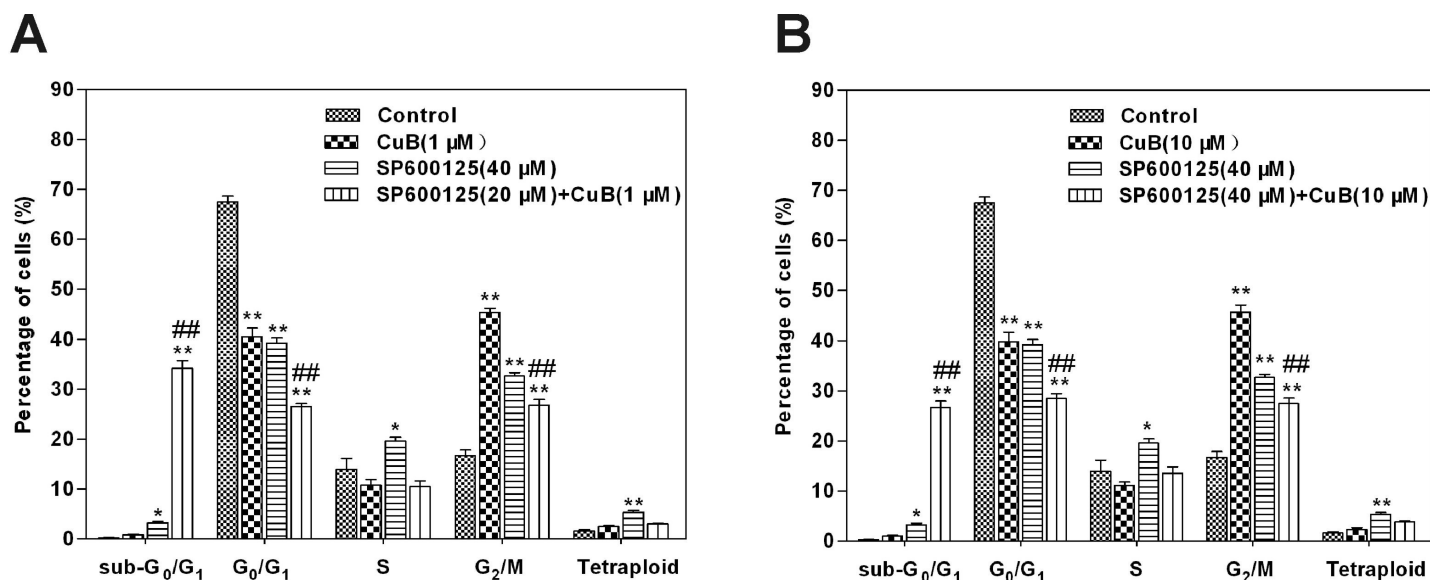 A
Percentage of cells (%)
90
80
70
60
50
40
30
20
10
0
Control
CuB(1 μM）
SP600125(40 μM)
SP600125(20 μM)+CuB(1 μM)
##
**
*
**
**
##
**
*
**
**
##
**
**
sub-G₀/G₁
G₀/G₁
S
G₂/M
Tetraploid
B
Percentage of cells (%)
90
80
70
60
50
40
30
20
10
0
Control
CuB(10 μM）
SP600125(40 μM)
SP600125(40 μM)+CuB(10 μM)
##
**
*
**
**
##
**
*
**
**
##
**
**
sub-G₀/G₁
G₀/G₁
S
G₂/M
Tetraploid